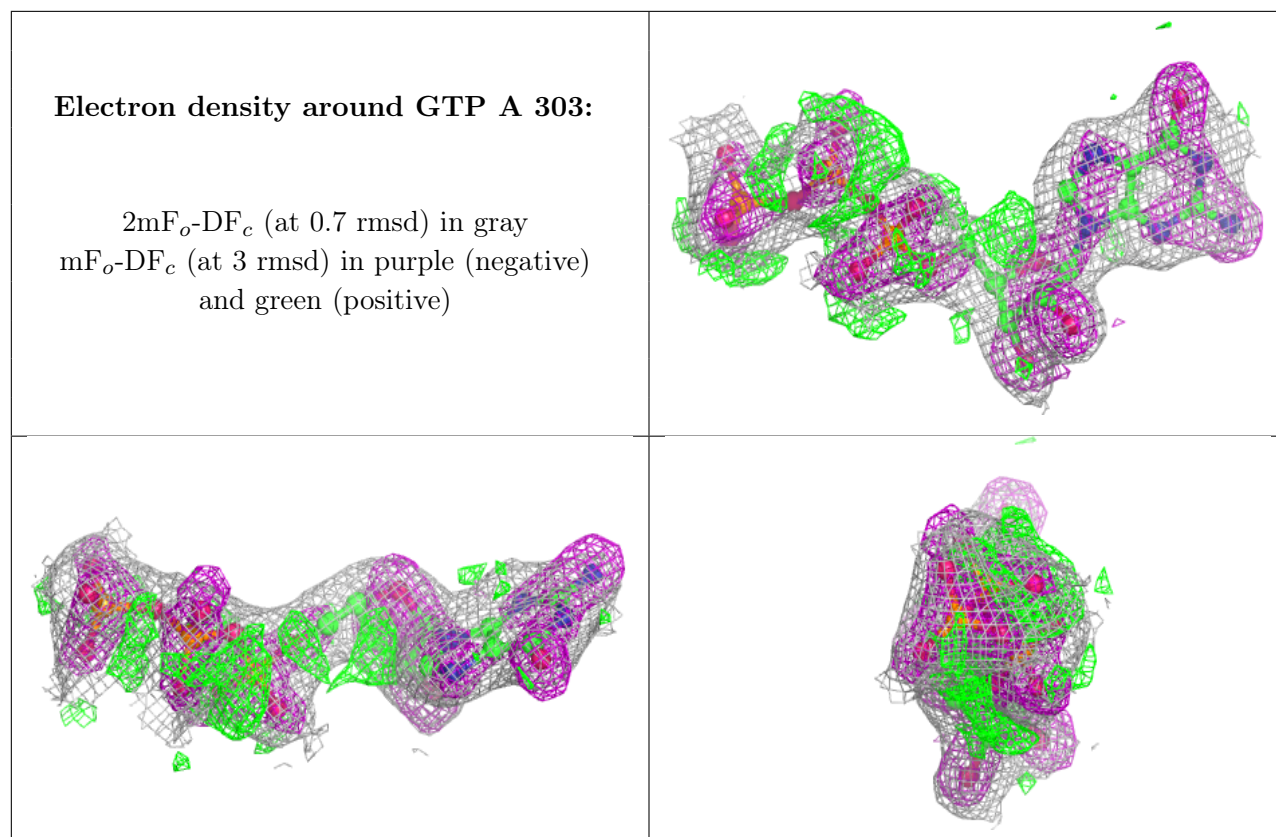 Electron density around GTP A 303:
2mFo-DFc (at 0.7 rmsd) in gray
mFo-DFc (at 3 rmsd) in purple (negative)
and green (positive)